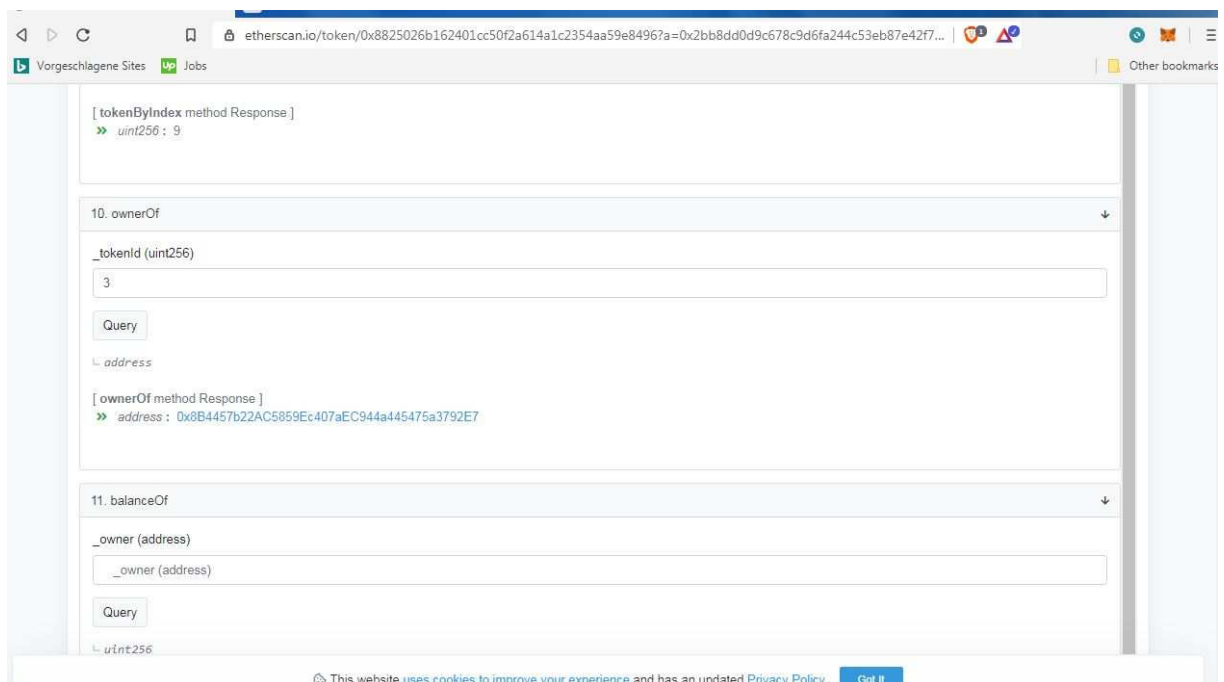 etherscan.io/token/0x8825026b162401cc50f2a614a1c2354aa59e8496?a=0x2bb8dd0d9c678c9d6fa244c53eb87e42f7...
Vorgeschlagene Sites Up Jobs Other bookmarks
[ tokenByIndex method Response ]
» uint256 : 9
10. ownerOf
_tokenId (uint256)
3
Query
address
[ ownerOf method Response ]
» address : 0x8B4457b22AC5859Ec407aEC944a445475a3792E7
11. balanceOf
_owner (address)
_owner (address)
Query
uint256
This website uses cookies to improve your experience and has an updated Privacy Policy. Got It